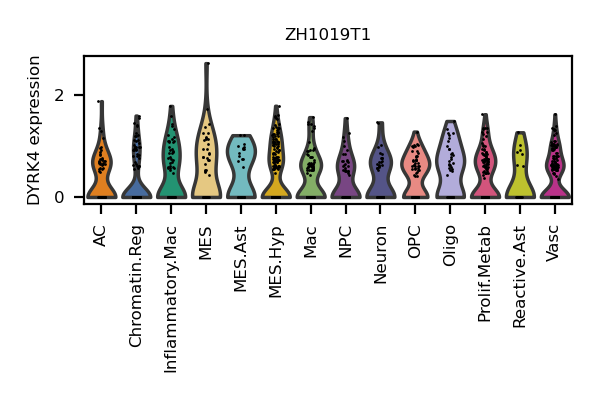 ZH1019T1
DYRK4 expression
2
0
AC
Chromatin.Reg
Inflammatory.Mac
MES
MES.Ast
MES.Hyp
Mac
NPC
Neuron
OPC
Oligo
Prolif.Metab
Reactive.Ast
Vasc